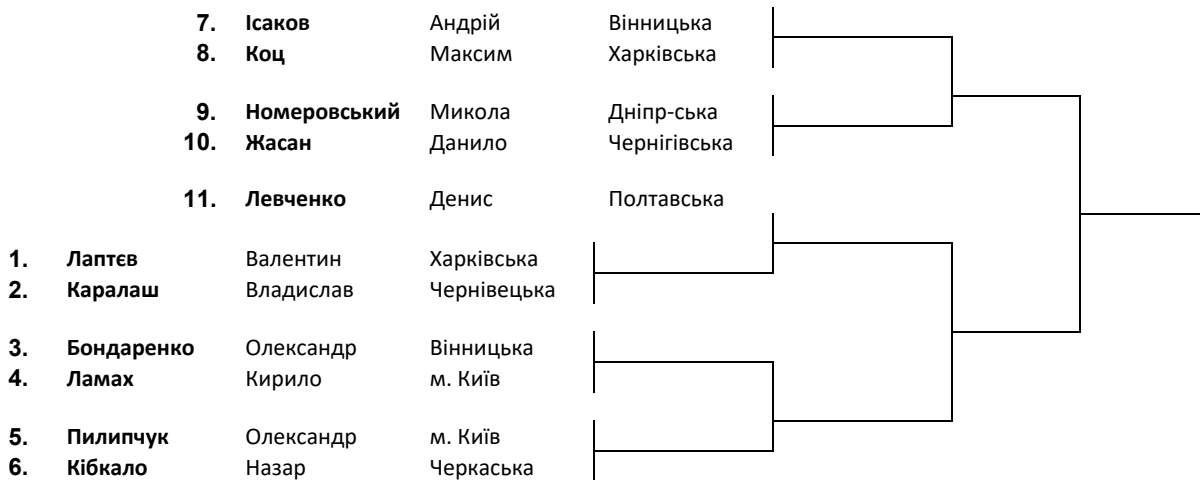 7. Ісаков Андрій Вінницька
8. Коц Максим Харківська
9. Номеровський Микола Дніпр-ська
10. Жасан Данило Чернігівська
11. Левченко Денис Полтавська
1. Лаптєв Валентин Харківська
2. Каралаш Владислав Чернівецька
3. Бондаренко Олександр Вінницька
4. Ламах Кирило м. Київ
5. Пилипчук Олександр м. Київ
6. Кібкало Назар Черкаська